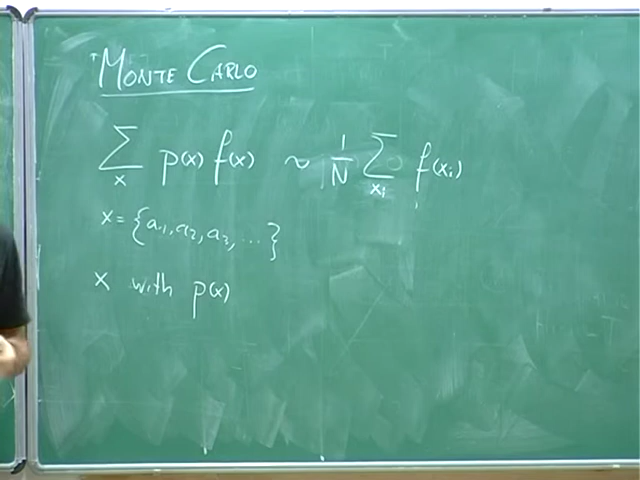 MONTE CARLO
∑ₓ p(x) f(x) ~ 1/N ∑ₓᵢ f(xᵢ)
x = {a₁, a₂, a₃, ...}
x with p(x)